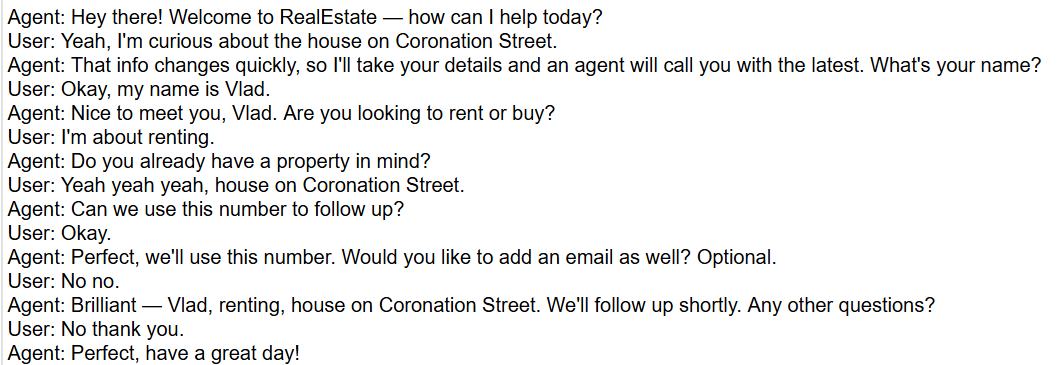 Agent: Hey there! Welcome to RealEstate — how can I help today?
User: Yeah, I'm curious about the house on Coronation Street.
Agent: That info changes quickly, so I'll take your details and an agent will call you with the latest. What's your name?
User: Okay, my name is Vlad.
Agent: Nice to meet you, Vlad. Are you looking to rent or buy?
User: I'm about renting.
Agent: Do you already have a property in mind?
User: Yeah yeah yeah, house on Coronation Street.
Agent: Can we use this number to follow up?
User: Okay.
Agent: Perfect, we'll use this number. Would you like to add an email as well? Optional.
User: No no.
Agent: Brilliant — Vlad, renting, house on Coronation Street. We'll follow up shortly. Any other questions?
User: No thank you.
Agent: Perfect, have a great day!